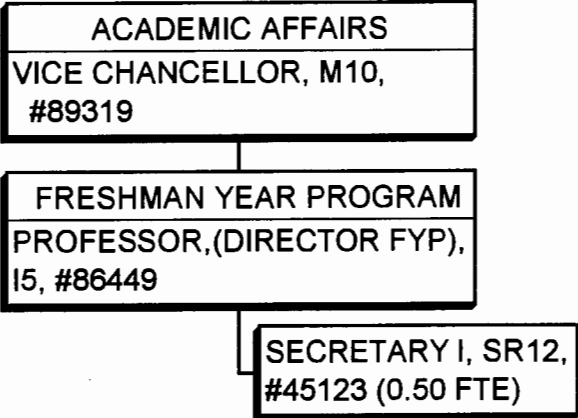 ACADEMIC AFFAIRS
VICE CHANCELLOR, M10,
#89319
FRESHMAN YEAR PROGRAM
PROFESSOR,(DIRECTOR FYP),
I5, #86449
SECRETARY I, SR12,
#45123 (0.50 FTE)